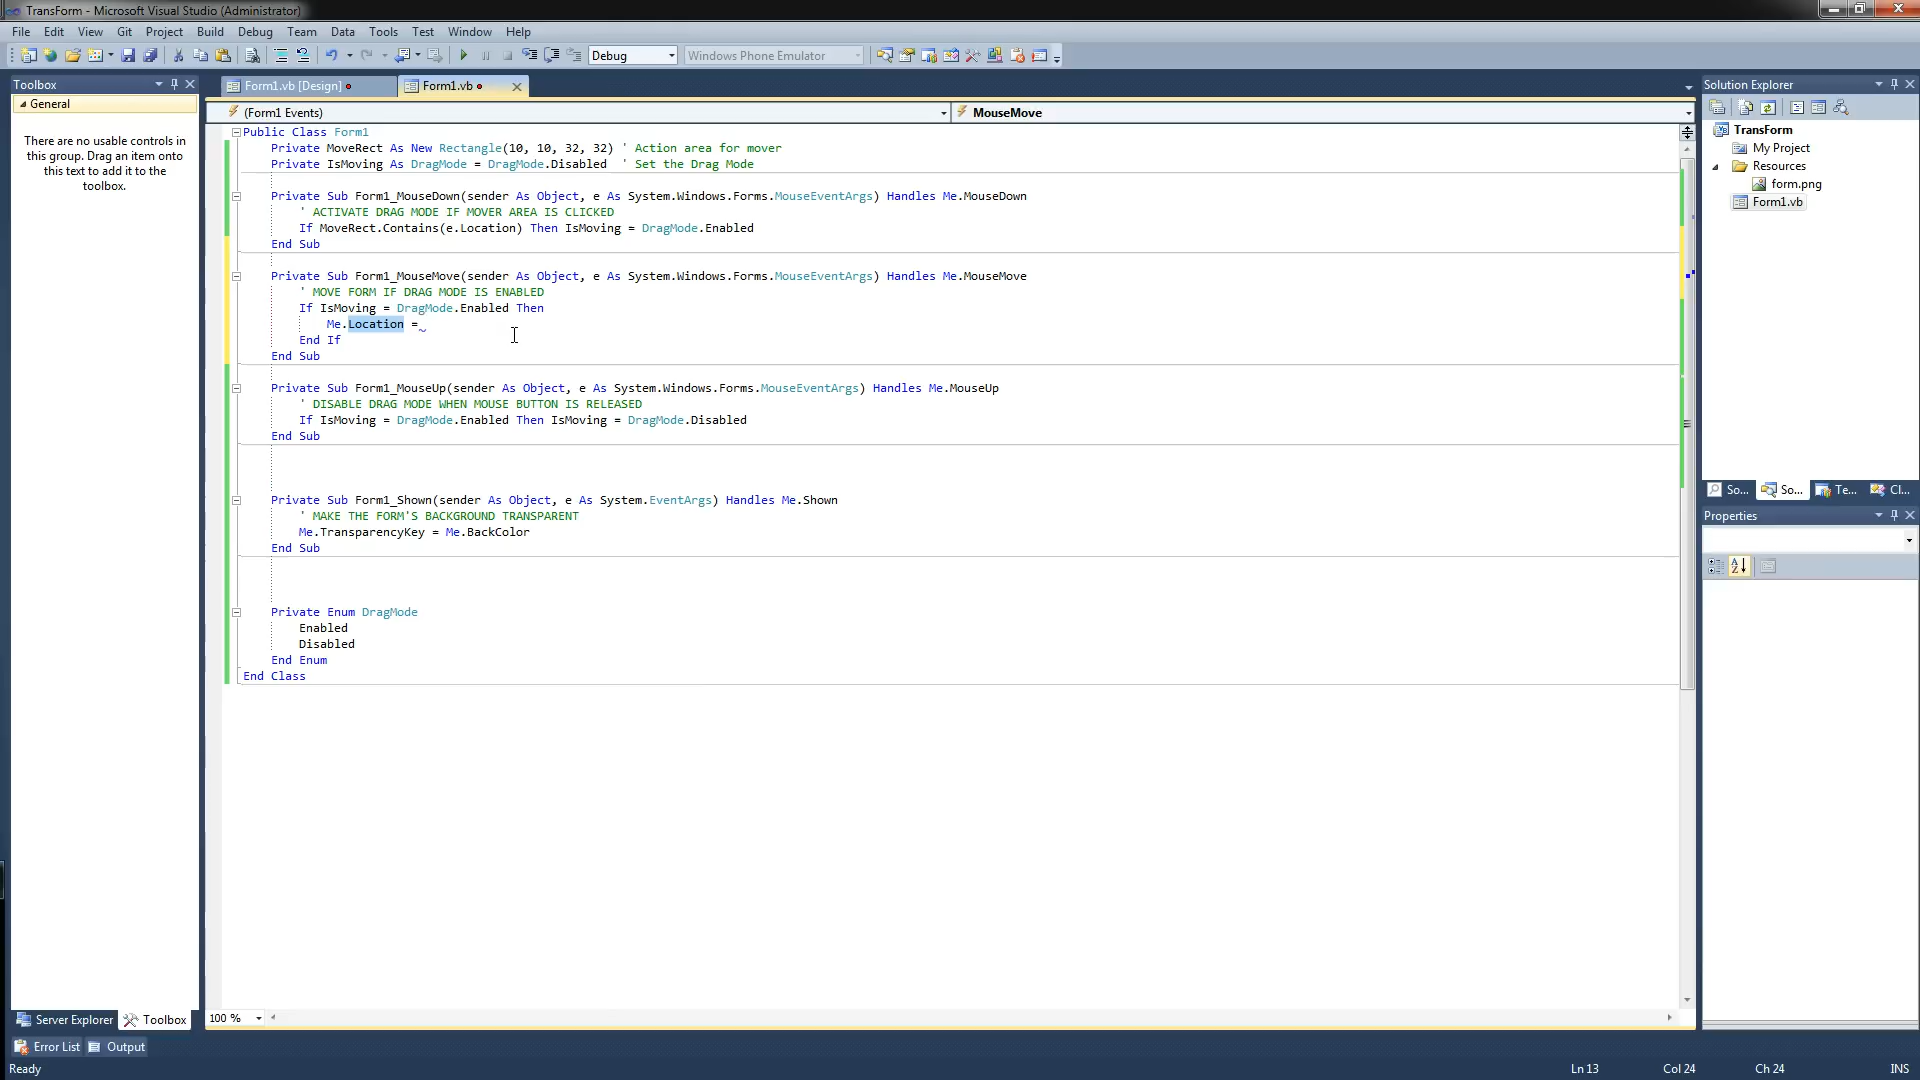 TransForm - Microsoft Visual Studio (Administrator)
File Edit View Git Project Build Debug Team Data Tools Test Window Help
Debug Windows Phone Emulator
Toolbox
General
There are no usable controls in
this group. Drag an item onto
this text to add it to the
toolbox.
Server Explorer Toolbox
Form1.vb [Design] Form1.vb
(Form1 Events) MouseMove
Public Class Form1
Private MoveRect As New Rectangle(10, 10, 32, 32) ' Action area for mover
Private IsMoving As DragMode = DragMode.Disabled ' Set the Drag Mode
Private Sub Form1_MouseDown(sender As Object, e As System.Windows.Forms.MouseEventArgs) Handles Me.MouseDown
' ACTIVATE DRAG MODE IF MOVER AREA IS CLICKED
If MoveRect.Contains(e.Location) Then IsMoving = DragMode.Enabled
End Sub
Private Sub Form1_MouseMove(sender As Object, e As System.Windows.Forms.MouseEventArgs) Handles Me.MouseMove
' MOVE FORM IF DRAG MODE IS ENABLED
If IsMoving = DragMode.Enabled Then
Me.Location =
End If
End Sub
Private Sub Form1_MouseUp(sender As Object, e As System.Windows.Forms.MouseEventArgs) Handles Me.MouseUp
' DISABLE DRAG MODE WHEN MOUSE BUTTON IS RELEASED
If IsMoving = DragMode.Enabled Then IsMoving = DragMode.Disabled
End Sub
Private Sub Form1_Shown(sender As Object, e As System.EventArgs) Handles Me.Shown
' MAKE THE FORM'S BACKGROUND TRANSPARENT
Me.TransparencyKey = Me.BackColor
End Sub
Private Enum DragMode
Enabled
Disabled
End Enum
End Class
100 %
Solution Explorer
TransForm
My Project
Resources
form.png
Form1.vb
So... So... Te... Cl...
Properties
Error List Output
Ready Ln 13 Col 24 Ch 24 INS